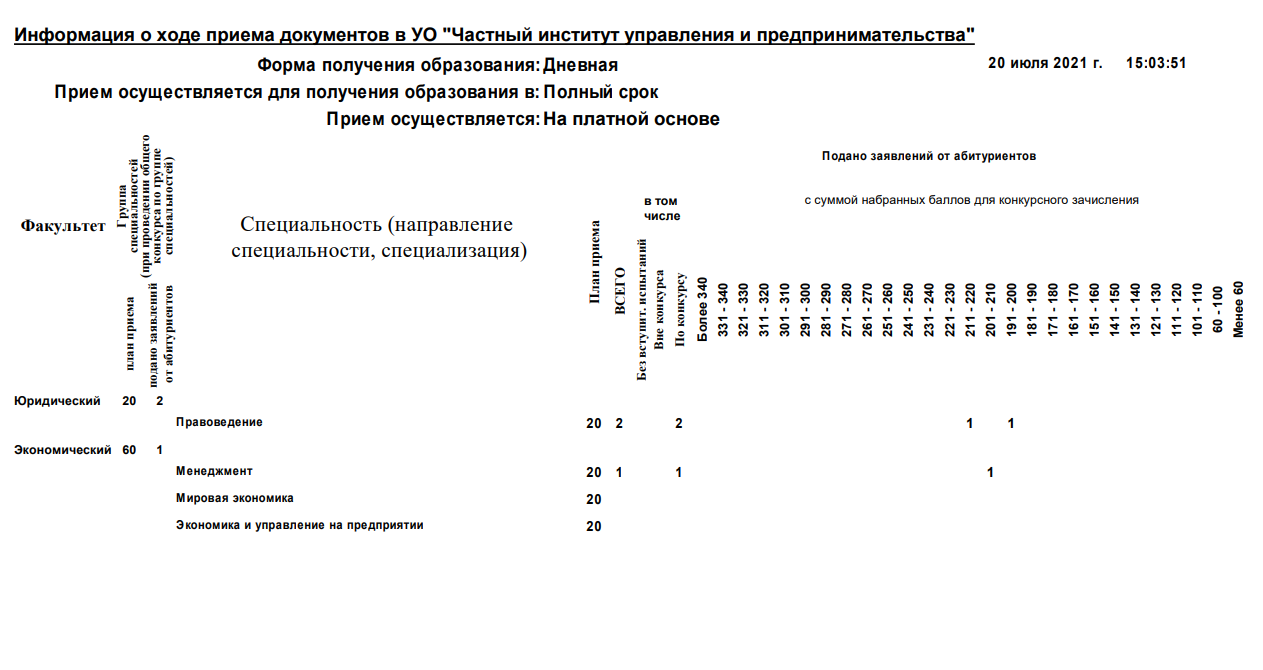 Информация о ходе приема документов в УО "Частный институт управления и предпринимательства"
Форма получения образования: Дневная
20 июля 2021 г. 15:03:51
Прием осуществляется для получения образования в: Полный срок
Прием осуществляется: На платной основе
Факультет
Группа
специальностей
(при проведении общего
конкурса по группе
специальностей)
план приема
подано заявлений
от абитуриентов
Специальность (направление
специальности, специализация)
План приема
Подано заявлений от абитуриентов
ВСЕГО
в том
числе
Без вступит. испытаний
Вне конкурса
По конкурсу
с суммой набранных баллов для конкурсного зачисления
Более 340
331 - 340
321 - 330
311 - 320
301 - 310
291 - 300
281 - 290
271 - 280
261 - 270
251 - 260
241 - 250
231 - 240
221 - 230
211 - 220
201 - 210
191 - 200
181 - 190
171 - 180
161 - 170
151 - 160
141 - 150
131 - 140
121 - 130
111 - 120
101 - 110
60 - 100
Менее 60
Юридический 20 2
Правоведение 20 2 2 1 1
Экономический 60 1
Менеджмент 20 1 1 1
Мировая экономика 20
Экономика и управление на предприятии 20